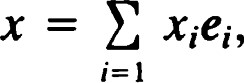 x = ∑ xᵢeᵢ,
i = 1